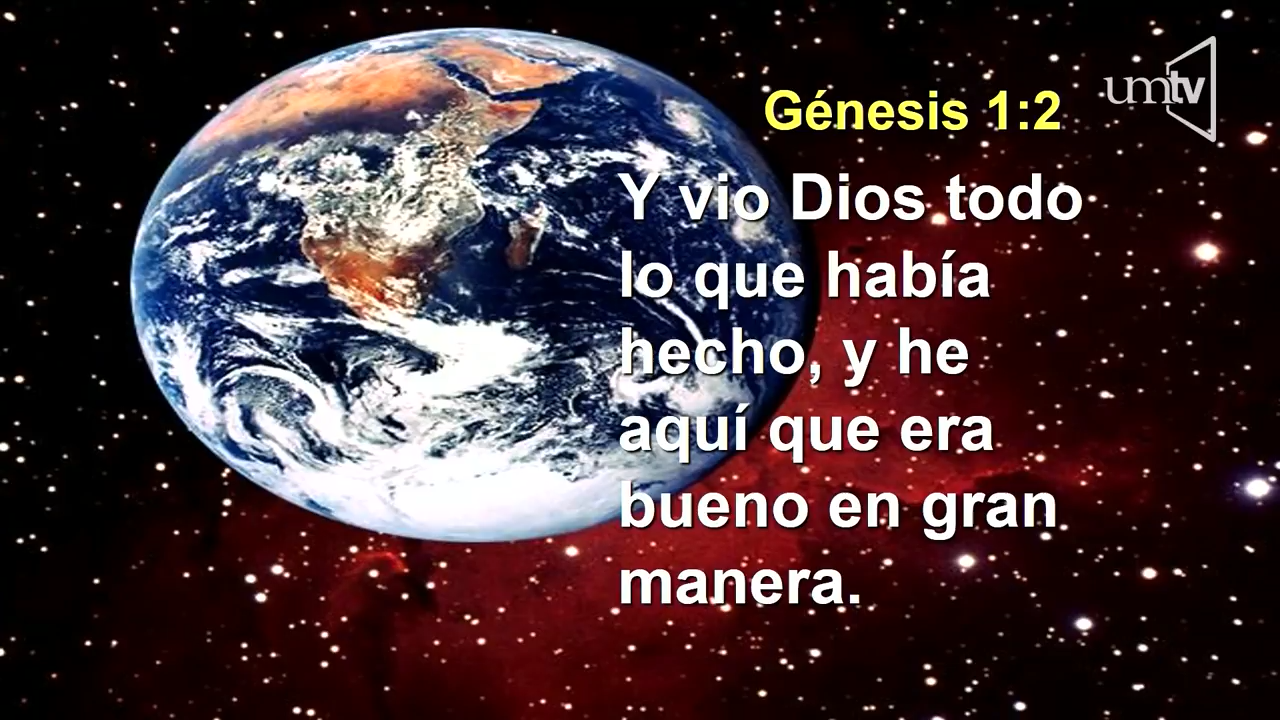 Génesis 1:2
umtv
Y vio Dios todo
lo que había
hecho, y he
aquí que era
bueno en gran
manera.